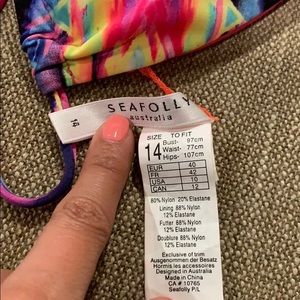 SEAFOLLY
australia
14
SIZE TO FIT
14 Bust- 97cm
Waist- 77cm
Hips- 107cm
EUR 40
FR 42
USA 10
CAN 12
80% Nylon 20% Elastane
Lining 88% Nylon
12% Elastane
Futter 88% Nylon
12% Elastane
Doublure 88% Nylon
12% Elastane
Exclusive of trim
Ausgenommen der Besatz
Hormis les accessoires
Designed in Australia
Made in China
CA # 10765
Seafolly P/L